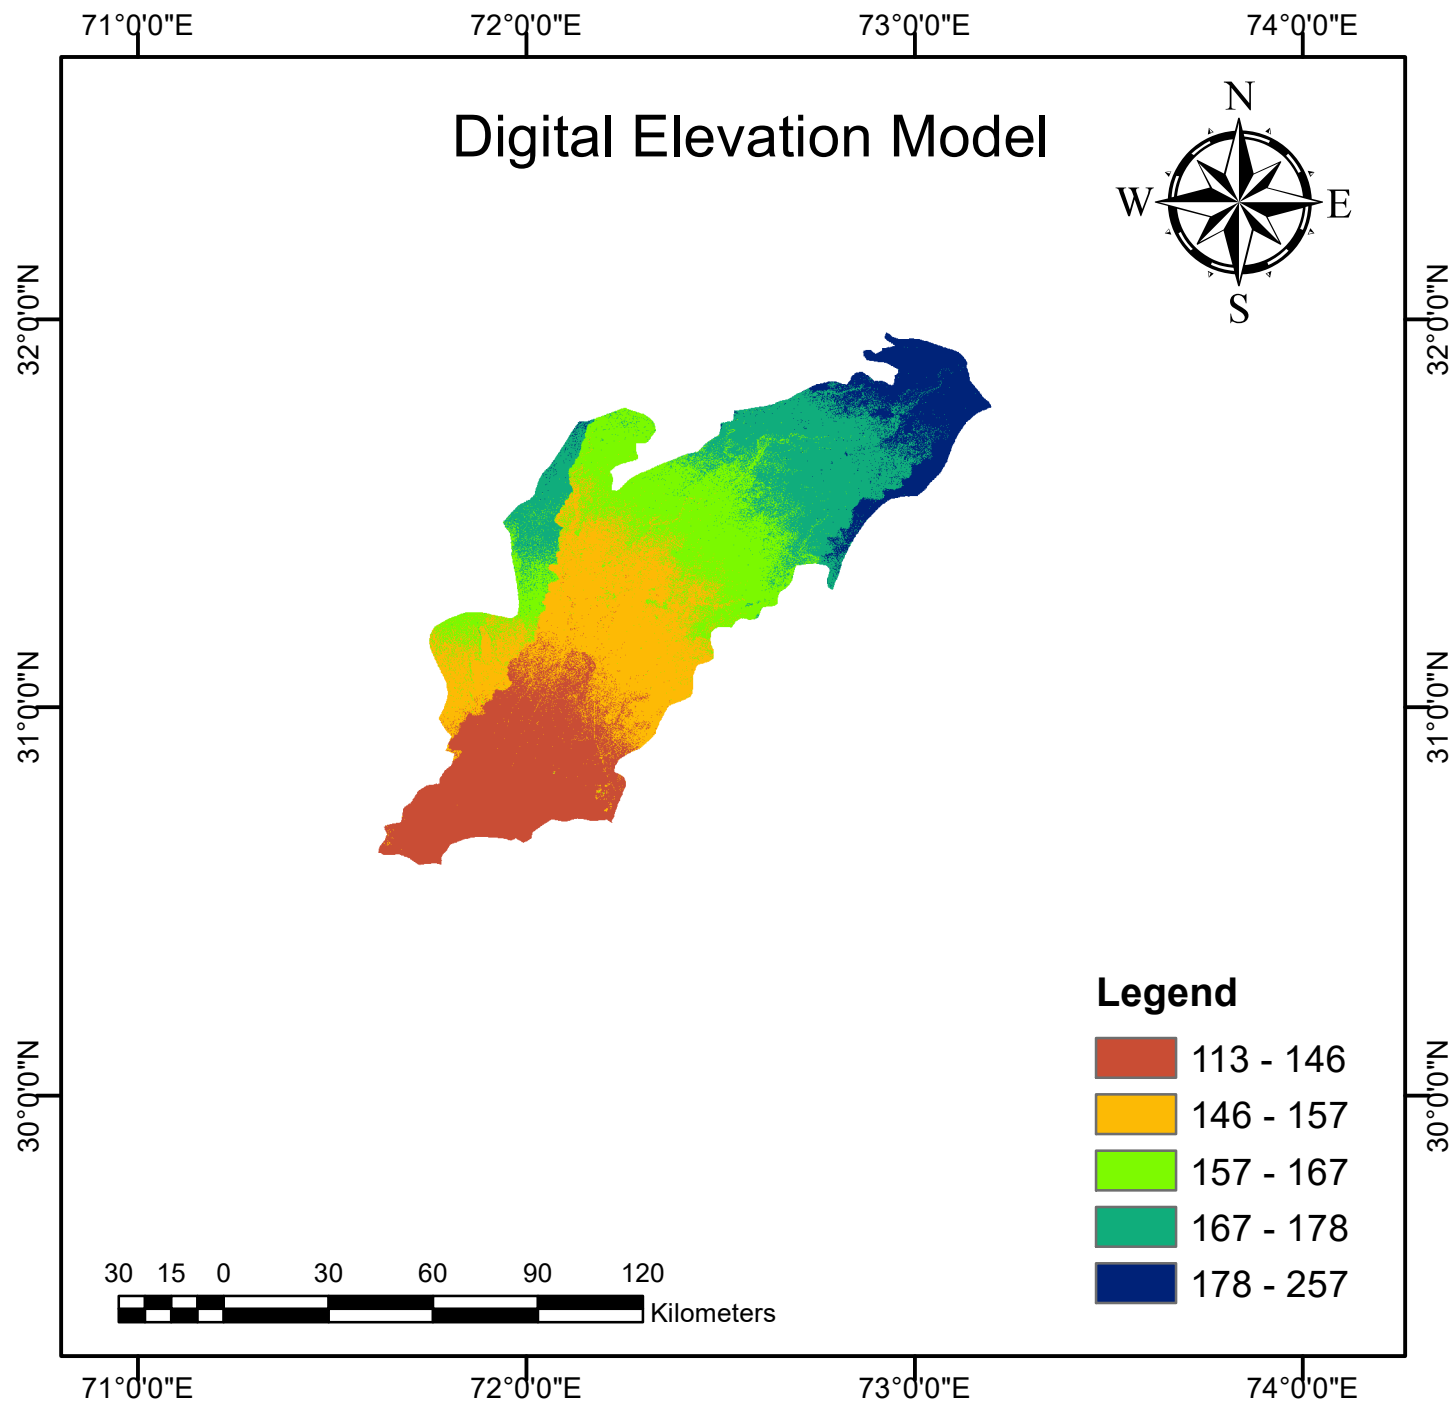 71°0'0"E 72°0'0"E 73°0'0"E 74°0'0"E
Digital Elevation Model
N
W E
S
32°0'0"N 32°0'0"N
31°0'0"N 31°0'0"N
30°0'0"N 30°0'0"N
Legend
113 - 146
146 - 157
157 - 167
167 - 178
178 - 257
30 15 0 30 60 90 120
Kilometers
71°0'0"E 72°0'0"E 73°0'0"E 74°0'0"E